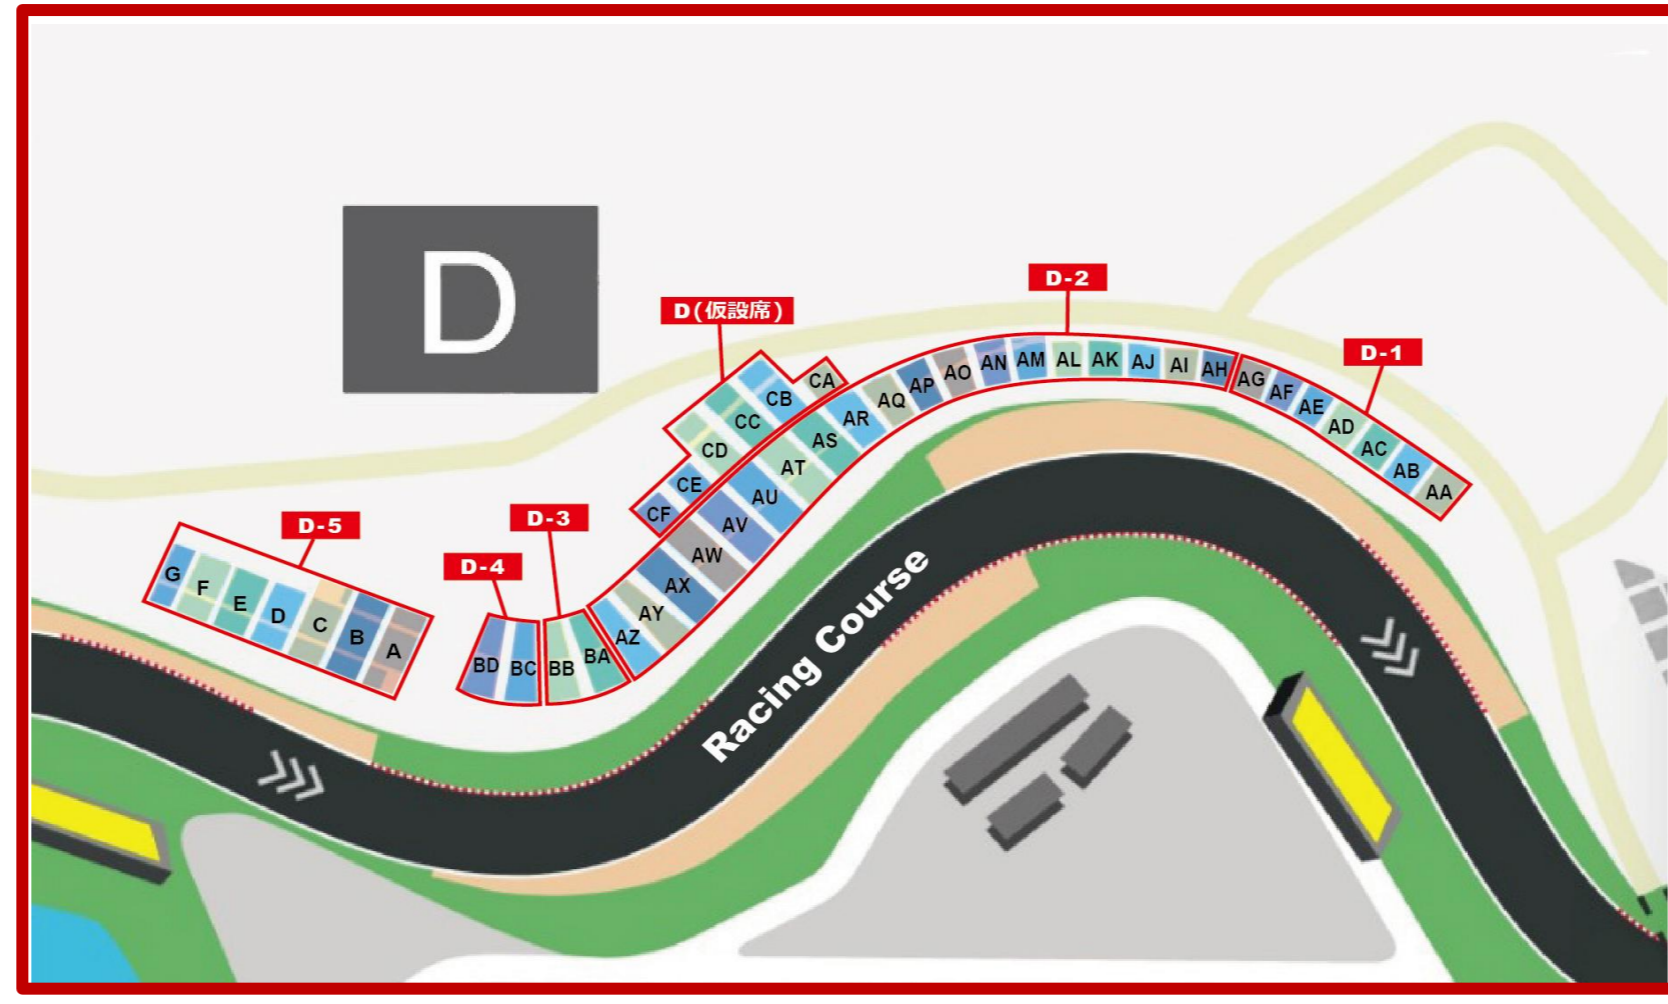 D
D-2
D(仮設席)
D-1
D-5
D-3
D-4
CA
CB
CC
CD
CE
CF
AA
AB
AC
AD
AE
AF
AG
AH
AI
AJ
AK
AL
AM
AN
AO
AP
AQ
AR
AS
AT
AU
AV
AW
AX
AY
AZ
BA
BB
BC
BD
G
F
E
D
C
B
A
Racing Course